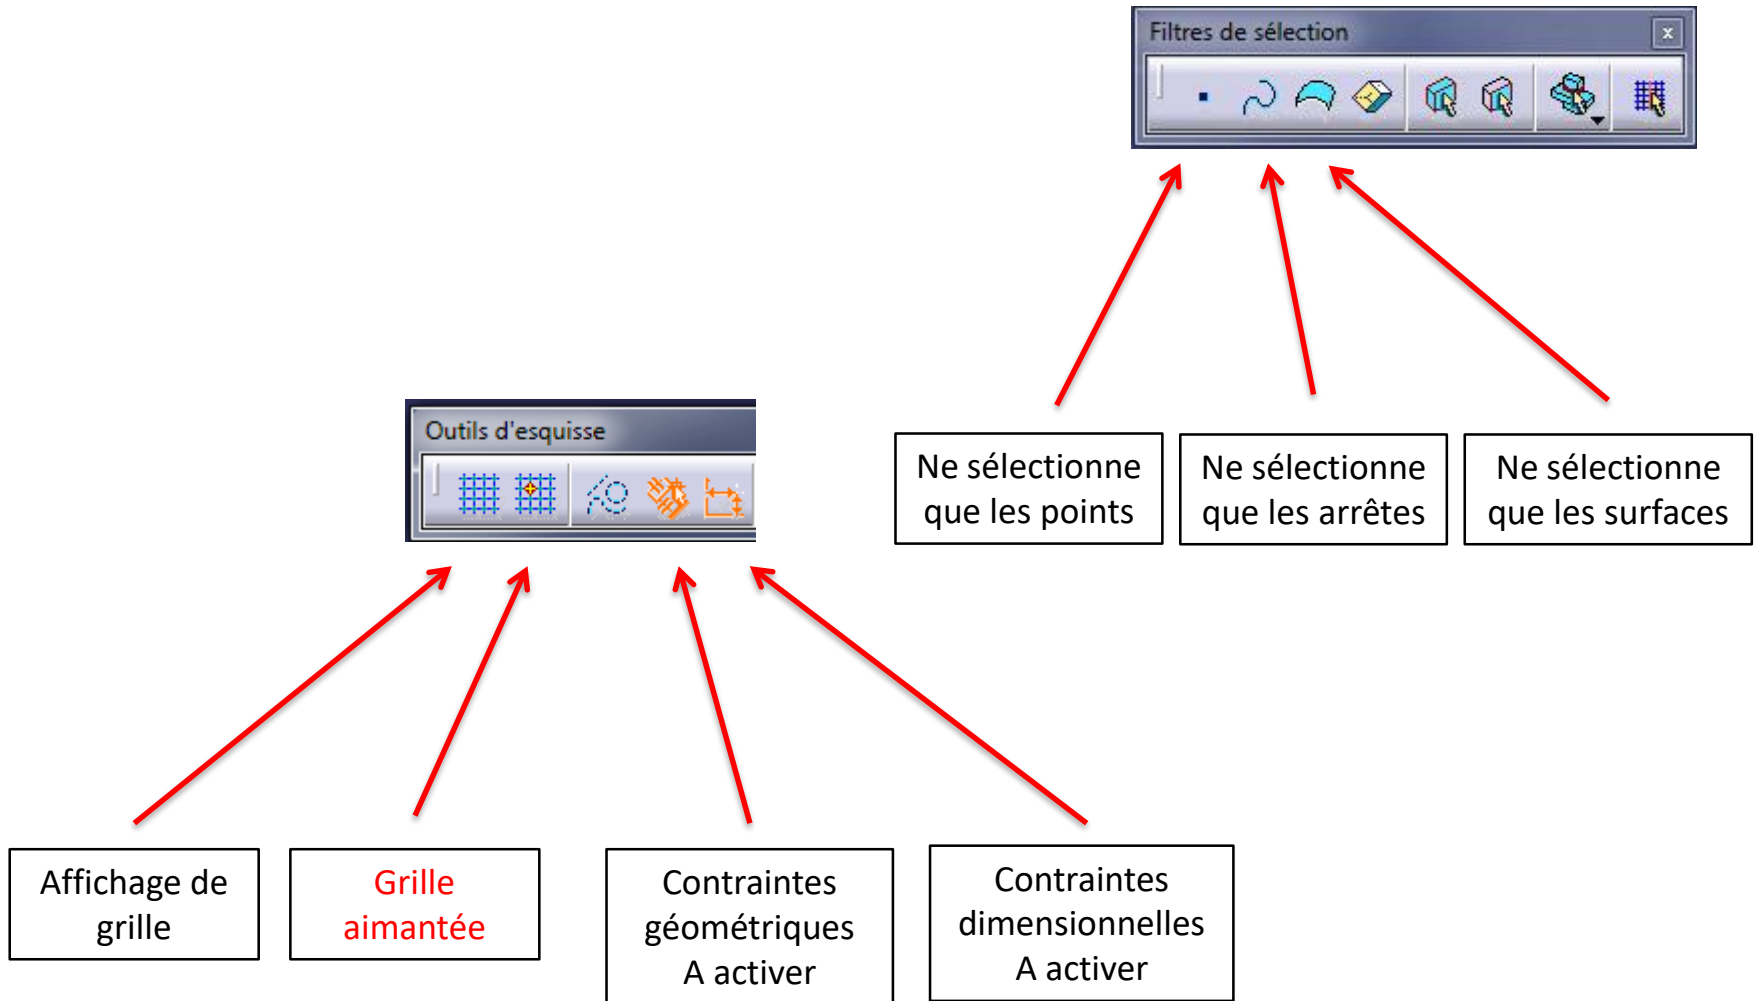 Filtres de sélection
Outils d'esquisse
Ne sélectionne
que les points
Ne sélectionne
que les arrêtes
Ne sélectionne
que les surfaces
Affichage de
grille
Grille
aimantée
Contraintes
géométriques
A activer
Contraintes
dimensionnelles
A activer